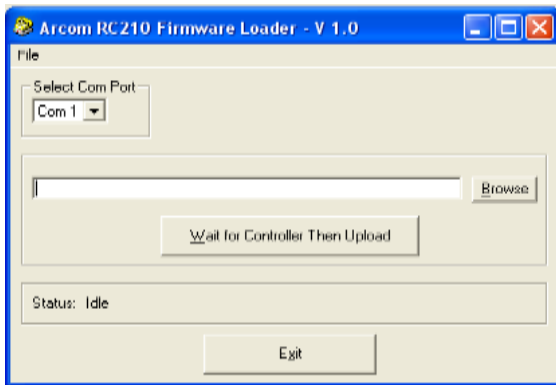 Arcom RC210 Firmware Loader - V 1.0
File
Select Com Port
Com 1
Browse
Wait for Controller Then Upload
Status: Idle
Exit